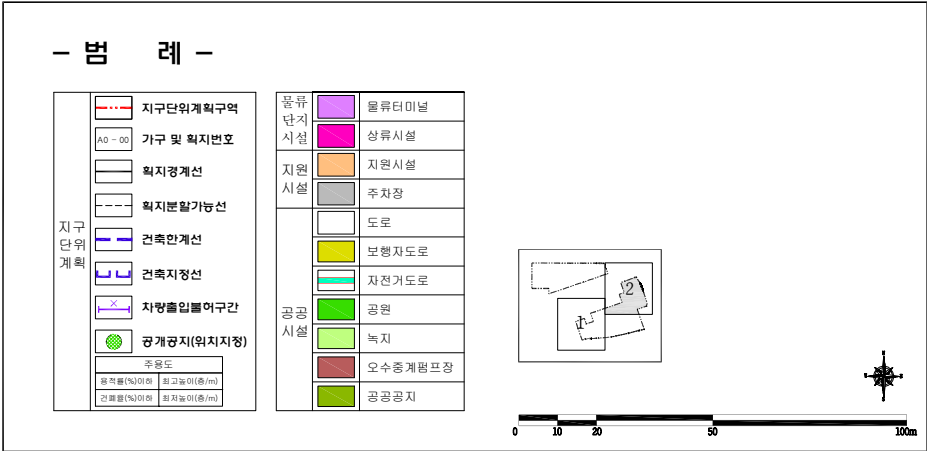 - 범 례 -
지구
단위
계획
지구단위계획구역
A0 - 00 가구 및 획지번호
획지경계선
획지분할가능선
건축한계선
건축지정선
차량출입불허구간
공개공지(위치지정)
주용도
용적률(%)이하 최고높이(층/m)
건폐율(%)이하 최저높이(층/m)
물류
단지
시설
물류터미널
상류시설
지원
시설
지원시설
주차장
공공
시설
도로
보행자도로
자전거도로
공원
녹지
오수중계펌프장
공공공지
2
1
0 10 20 50 100m